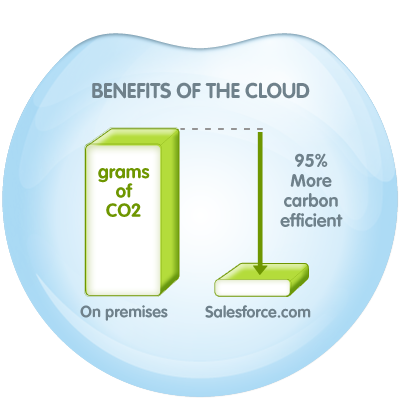 BENEFITS OF THE CLOUD
grams
of
CO2
95%
More
carbon
efficient
On premises
Salesforce.com